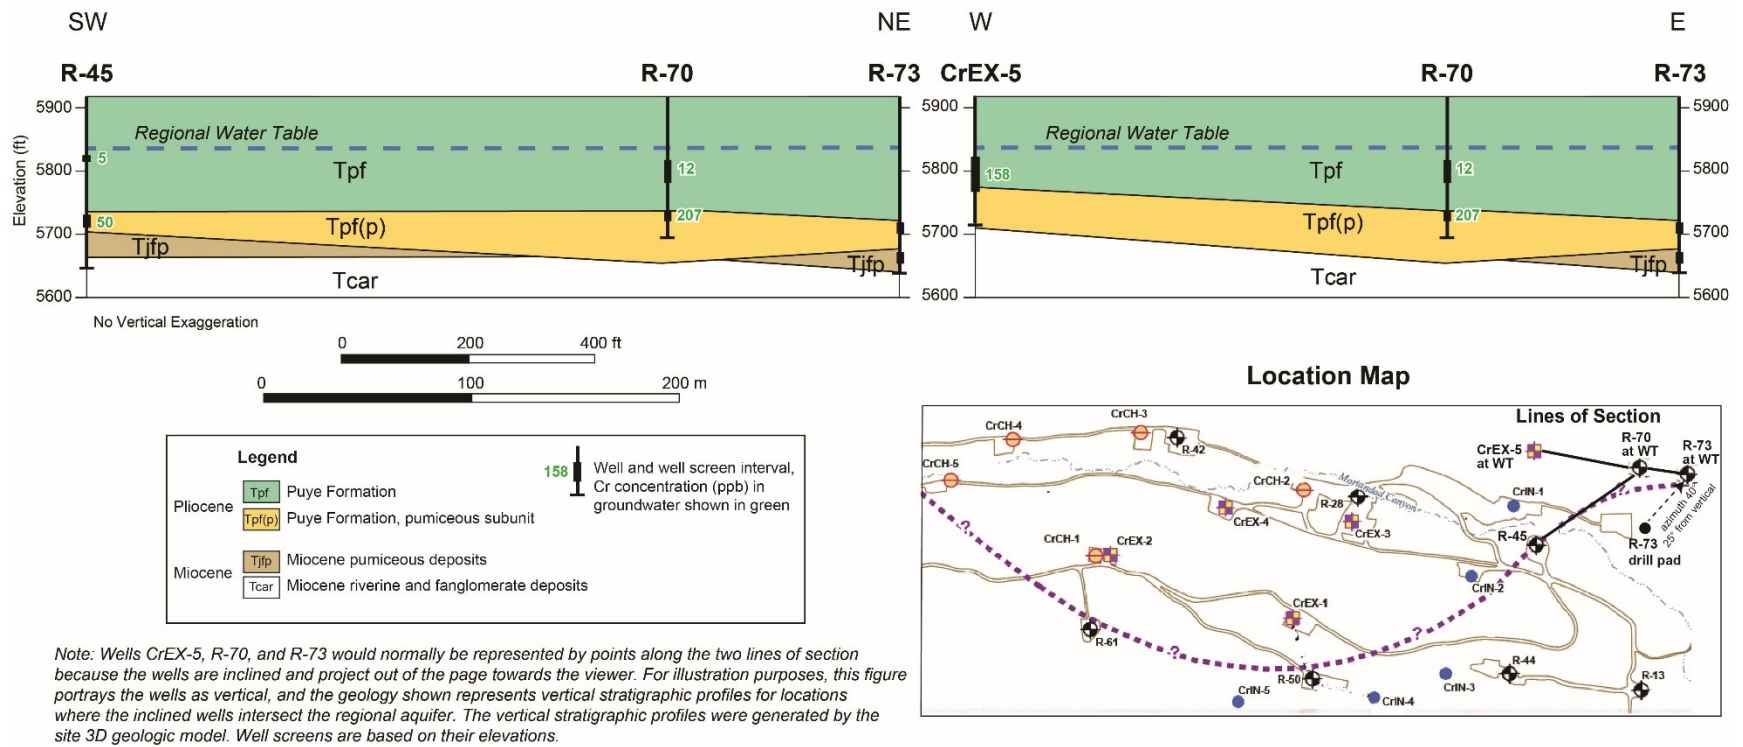 SW
NE
W
E
R-45
R-70
R-73
CrEX-5
R-70
R-73
Elevation (ft)
5900
5800
5700
5600
Regional Water Table
Tpf
Tpf(p)
Tjfp
Tcar
Tjfp
5
50
12
207
5900
5800
5700
5600
Regional Water Table
Tpf
Tpf(p)
Tcar
Tjfp
158
12
207
5900
5800
5700
5600
No Vertical Exaggeration
0 200 400 ft
0 100 200 m
Legend
Pliocene
Tpf Puye Formation
Tpf(p) Puye Formation, pumiceous subunit
Miocene
Tjfp Miocene pumiceous deposits
Tcar Miocene riverine and fanglomerate deposits
158
Well and well screen interval,
Cr concentration (ppb) in
groundwater shown in green
Note: Wells CrEX-5, R-70, and R-73 would normally be represented by points along the two lines of section
because the wells are inclined and project out of the page towards the viewer. For illustration purposes, this figure
portrays the wells as vertical, and the geology shown represents vertical stratigraphic profiles for locations
where the inclined wells intersect the regional aquifer. The vertical stratigraphic profiles were generated by the
site 3D geologic model. Well screens are based on their elevations.
Location Map
Lines of Section
CrCH-4
CrCH-3
R-42
CrEX-5
at WT
R-70
at WT
R-73
at WT
CrCH-5
CrCH-2
Mortandad Canyon
CrIN-1
R-28
CrEX-4
CrEX-3
azimuth 40°
25° from vertical
R-73
drill pad
R-45
CrCH-1
CrEX-2
CrIN-2
CrEX-1
R-61
?
?
?
?
R-50
R-44
R-13
CrIN-3
CrIN-4
CrIN-5